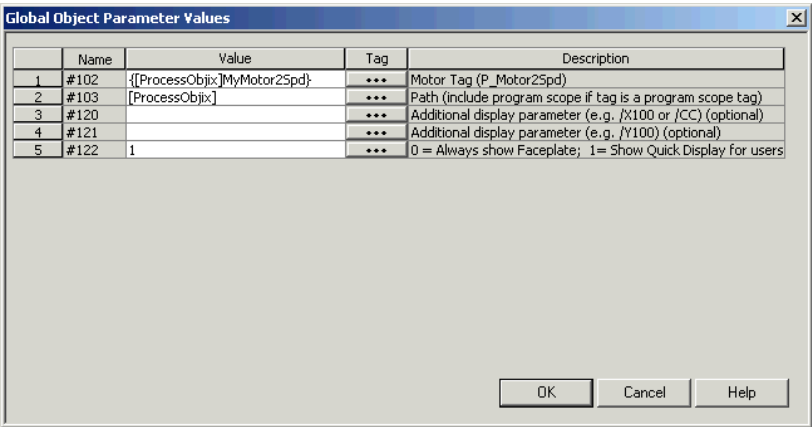 Global Object Parameter Values
Name Value Tag Description
1 #102 {[ProcessObjix]MyMotor2Spd} ••• Motor Tag (P_Motor2Spd)
2 #103 [ProcessObjix] ••• Path (include program scope if tag is a program scope tag)
3 #120 ••• Additional display parameter (e.g. /X100 or /CC) (optional)
4 #121 ••• Additional display parameter (e.g. /Y100) (optional)
5 #122 1 ••• 0 = Always show Faceplate; 1= Show Quick Display for users
OK Cancel Help